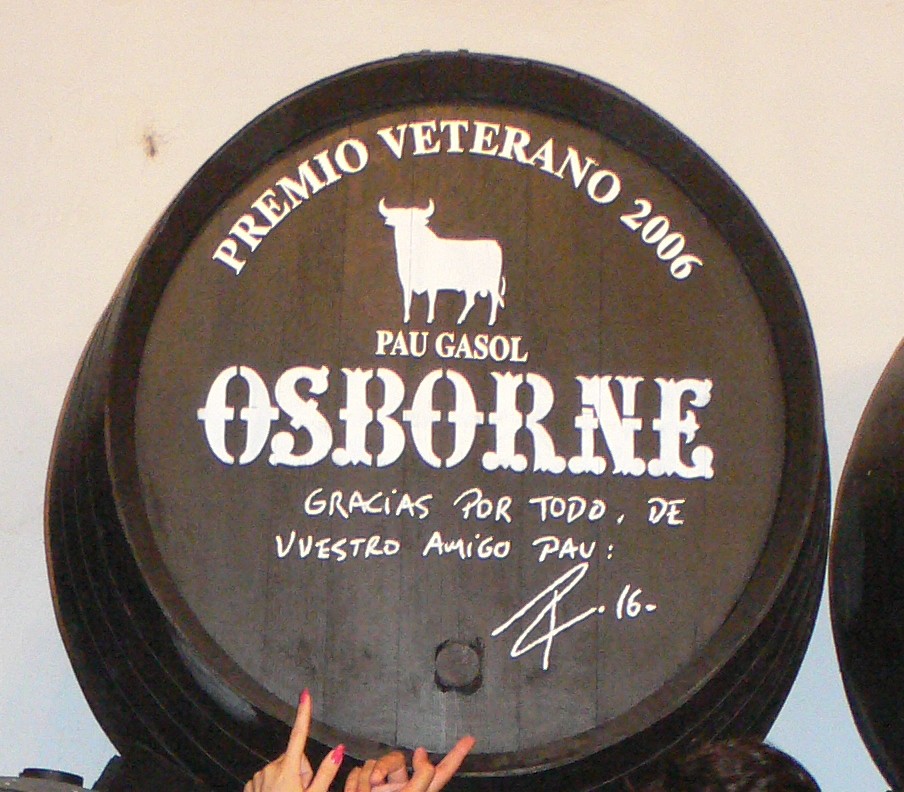 PREMIO VETERANO 2006
PAU GASOL
OSBORNE
GRACIAS POR TODO, DE
VUESTRO AMIGO PAU:
.16.